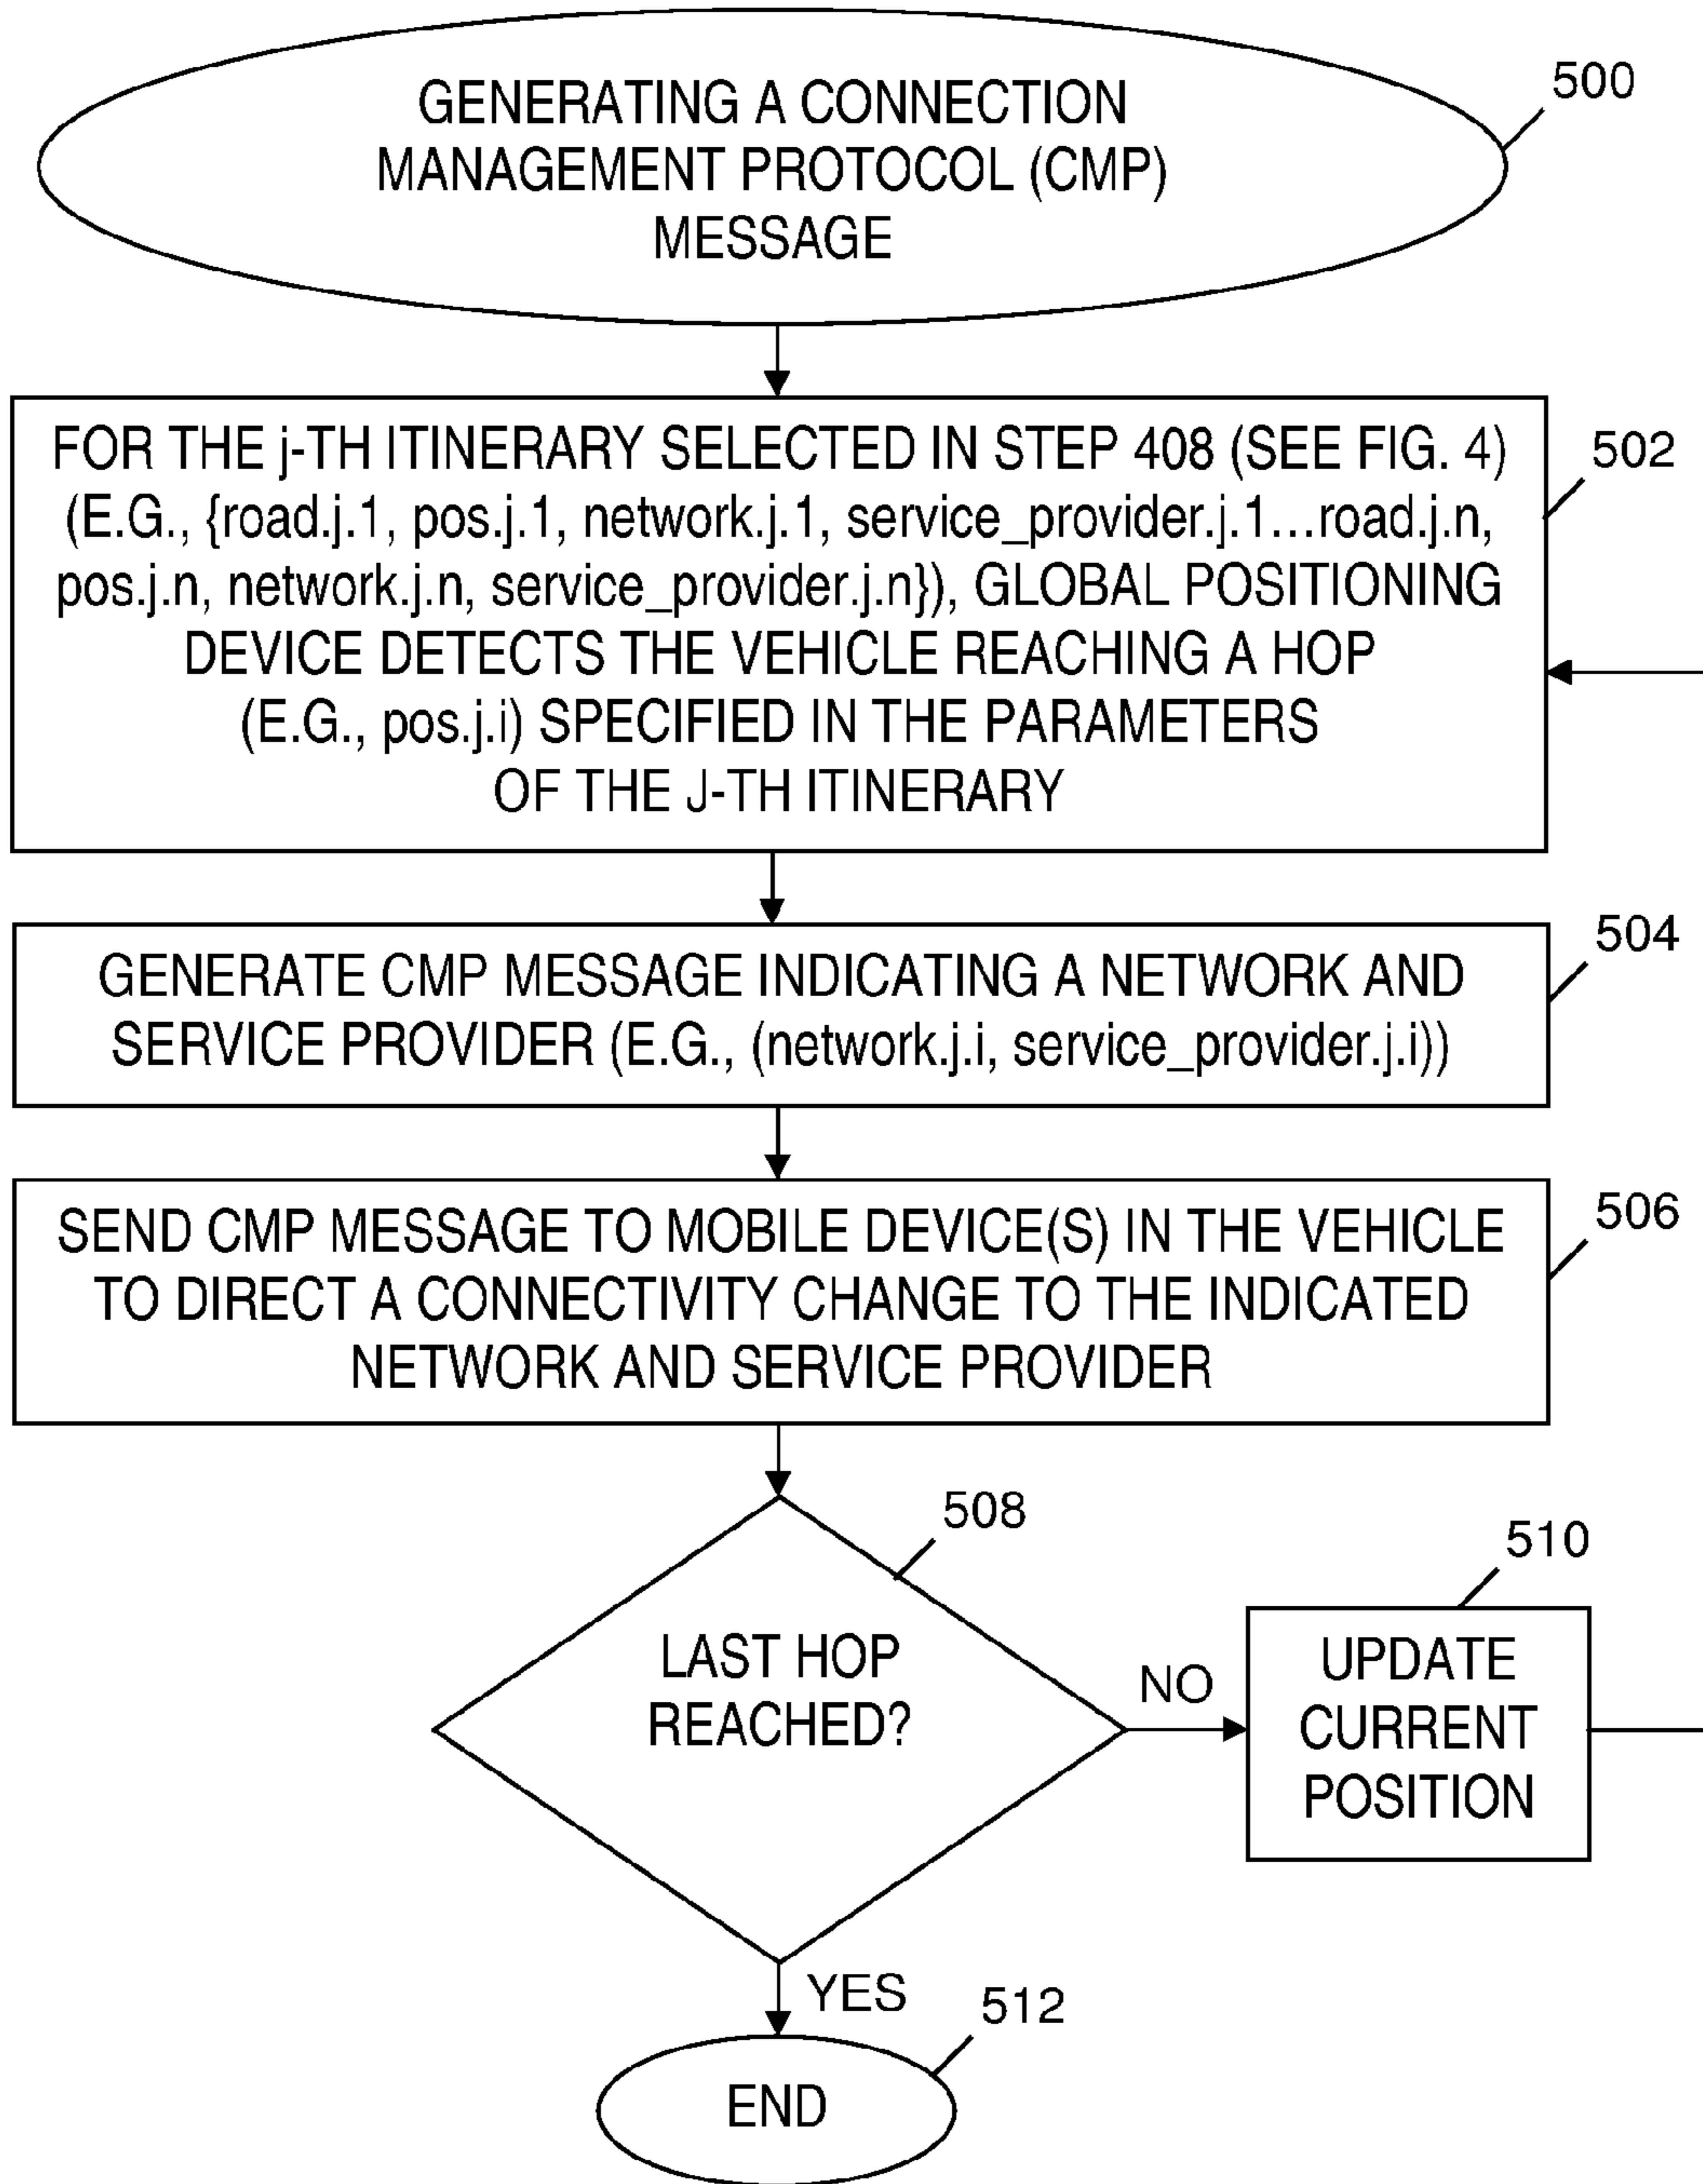 GENERATING A CONNECTION
MANAGEMENT PROTOCOL (CMP)
MESSAGE
500
FOR THE j-TH ITINERARY SELECTED IN STEP 408 (SEE FIG. 4)
(E.G., {road.j.1, pos.j.1, network.j.1, service_provider.j.1...road.j.n,
pos.j.n, network.j.n, service_provider.j.n}), GLOBAL POSITIONING
DEVICE DETECTS THE VEHICLE REACHING A HOP
(E.G., pos.j.i) SPECIFIED IN THE PARAMETERS
OF THE J-TH ITINERARY
502
GENERATE CMP MESSAGE INDICATING A NETWORK AND
SERVICE PROVIDER (E.G., (network.j.i, service_provider.j.i))
504
SEND CMP MESSAGE TO MOBILE DEVICE(S) IN THE VEHICLE
TO DIRECT A CONNECTIVITY CHANGE TO THE INDICATED
NETWORK AND SERVICE PROVIDER
506
LAST HOP
REACHED?
508
NO
UPDATE
CURRENT
POSITION
510
YES
END
512